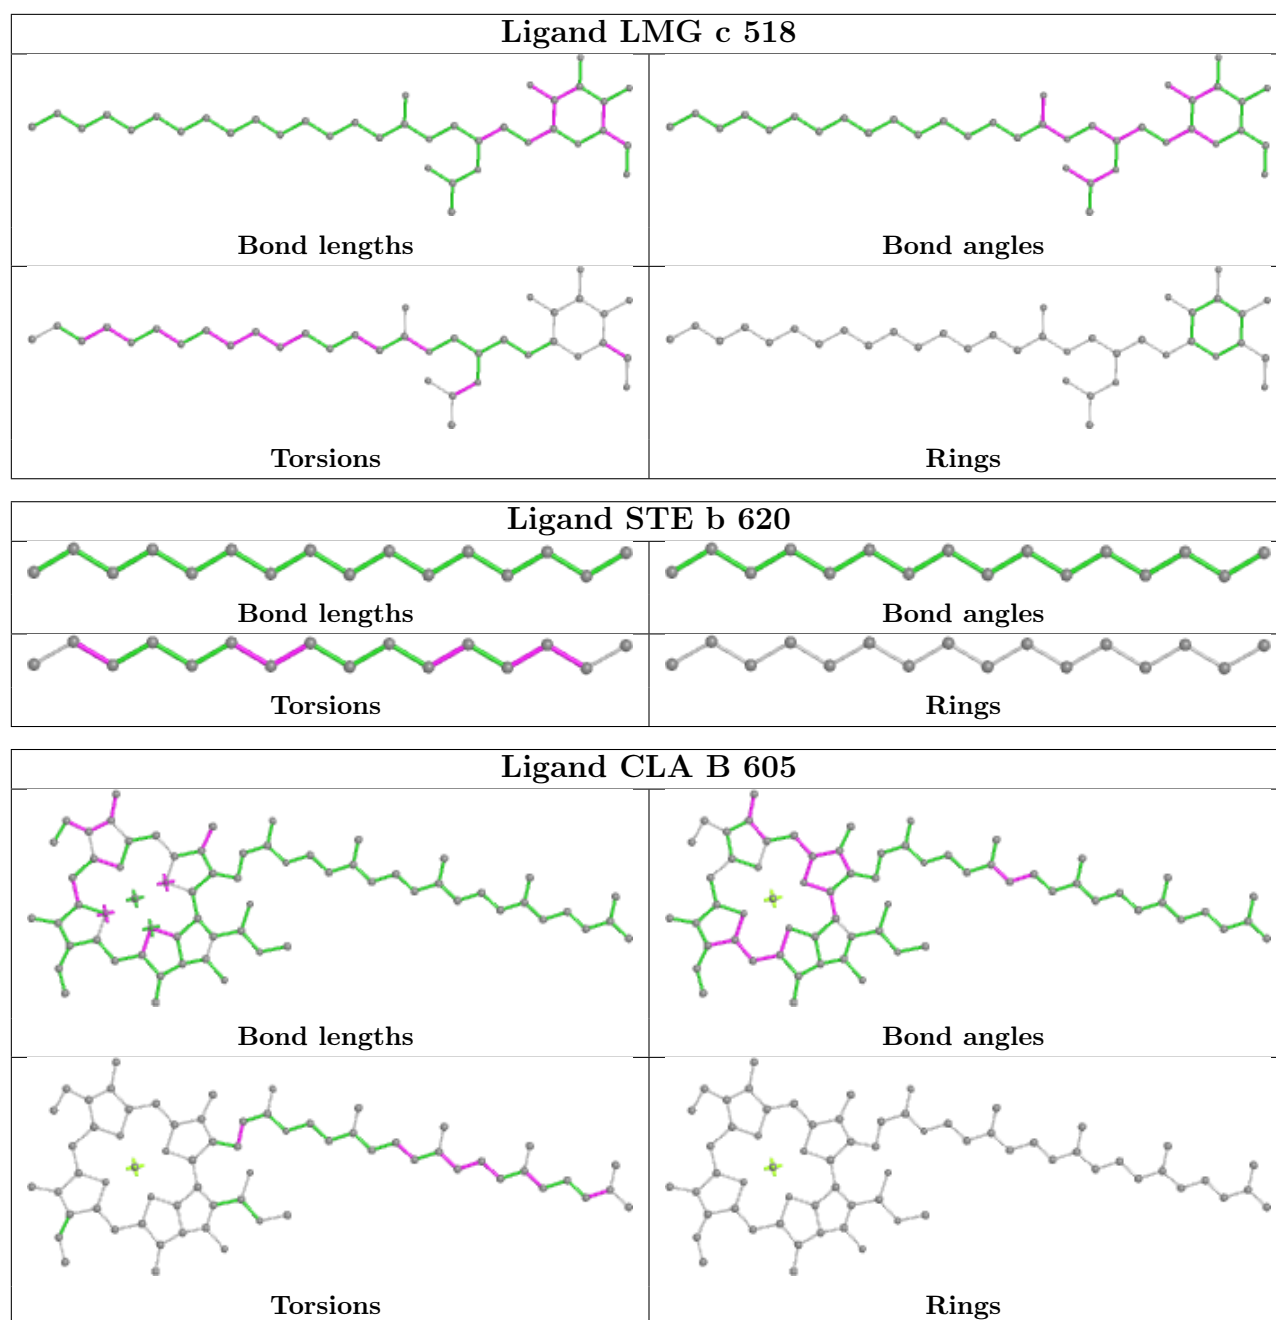 Ligand LMG c 518
Bond lengths
Bond angles
Torsions
Rings
Ligand STE b 620
Bond lengths
Bond angles
Torsions
Rings
Ligand CLA B 605
Bond lengths
Bond angles
Torsions
Rings